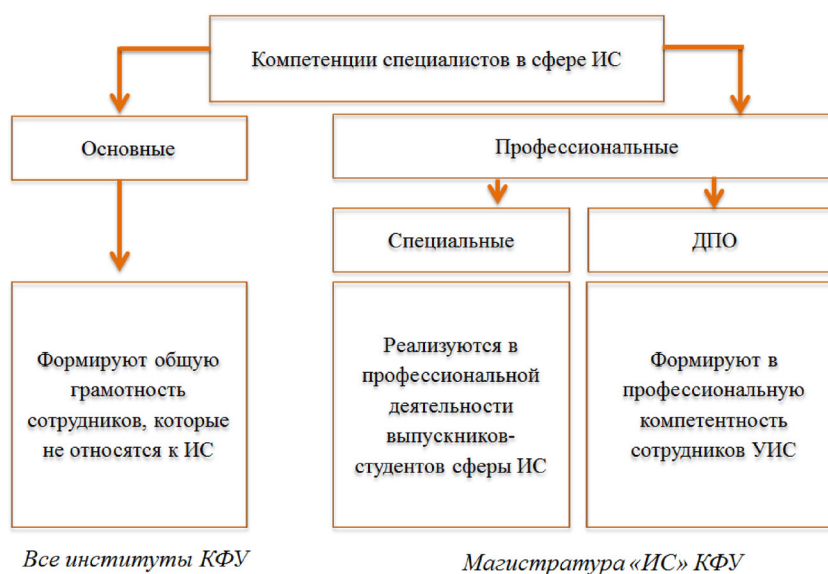 Компетенции специалистов в сфере ИС
Основные
Профессиональные
Специальные
ДПО
Формируют общую
грамотность
сотрудников, которые
не относятся к ИС
Реализуются в
профессиональной
деятельности
выпускников-
студентов сферы ИС
Формируют в
профессиональную
компетентность
сотрудников УИС
Все институты КФУ
Магистратура «ИС» КФУ